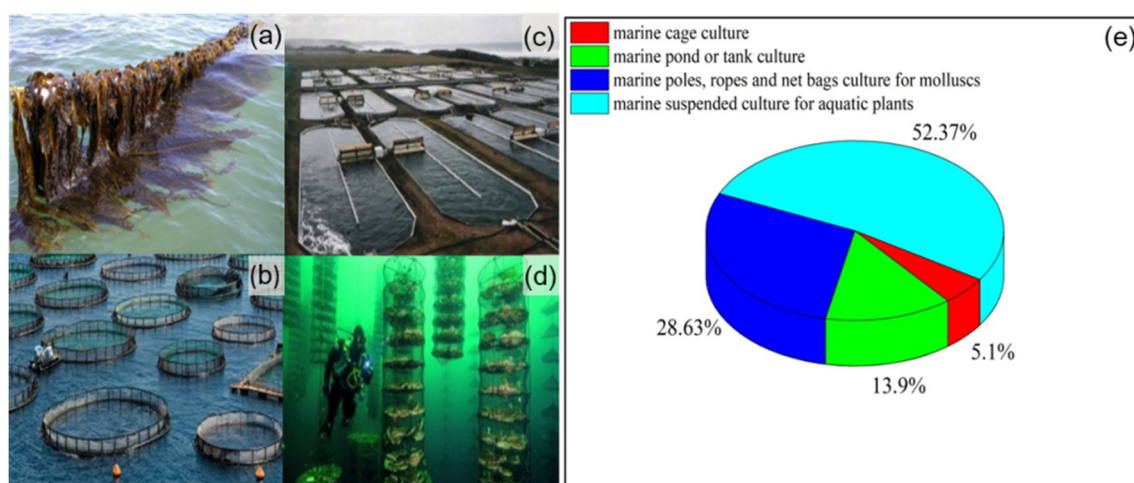 (a)
(c)
(b)
(d)
marine cage culture
(e)
marine pond or tank culture
marine poles, ropes and net bags culture for molluscs
marine suspended culture for aquatic plants
52.37%
28.63%
5.1%
13.9%